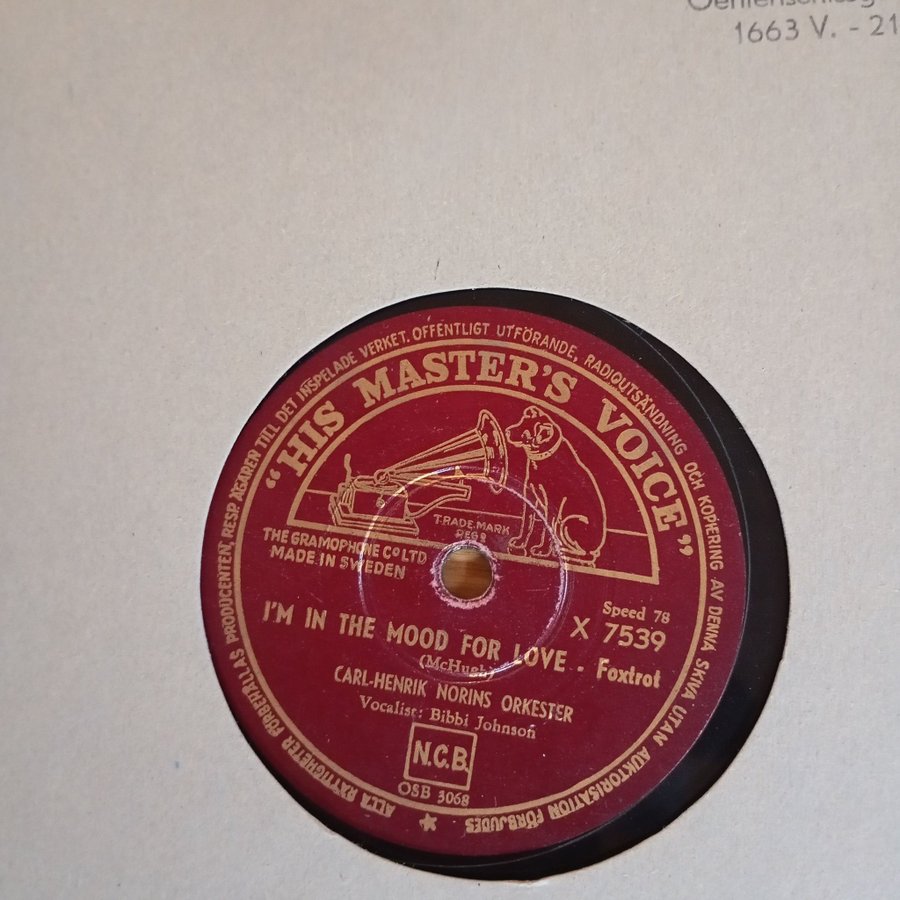 1663 V. - 21
ALLA RÄTTIGHETER FÖRBEHÅLLAS PRODUCENTEN, RESP. ÄGAREN TILL DET INSPELADE VERKET. OFFENTLIGT UTFÖRANDE, RADIOUTSÄNDNING OCH KOPIERING AV DENNA SKIVA UTAN AUKTORISATION FÖRBJUDES
"HIS MASTER'S VOICE"
TRADE MARK
REGD
THE GRAMOPHONE CO LTD
MADE IN SWEDEN
Speed 78
X 7539
I'M IN THE MOOD FOR LOVE . Foxtrot
(McHugh)
CARL-HENRIK NORINS ORKESTER
Vocalist: Bibbi Johnson
N.C.B.
OSB 3068